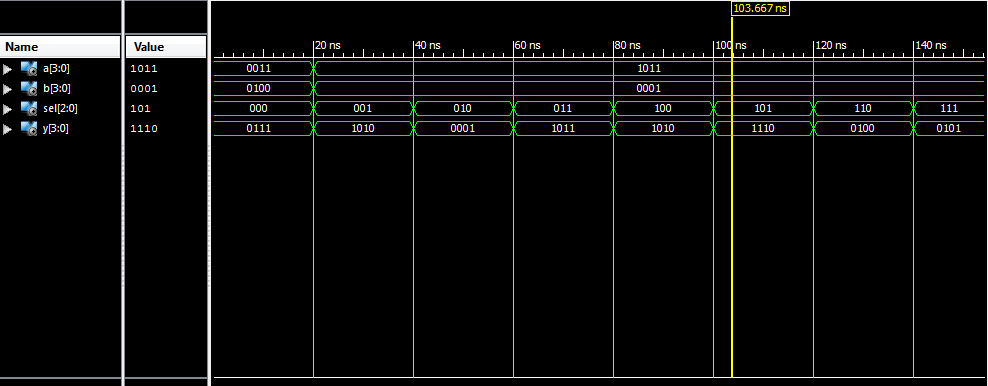 103.667 ns
Name Value 20 ns 40 ns 60 ns 80 ns 100 ns 120 ns 140 ns
a[3:0] 1011 0011 1011
b[3:0] 0001 0100 0001
sel[2:0] 101 000 001 010 011 100 101 110 111
y[3:0] 1110 0111 1010 0001 1011 1010 1110 0100 0101